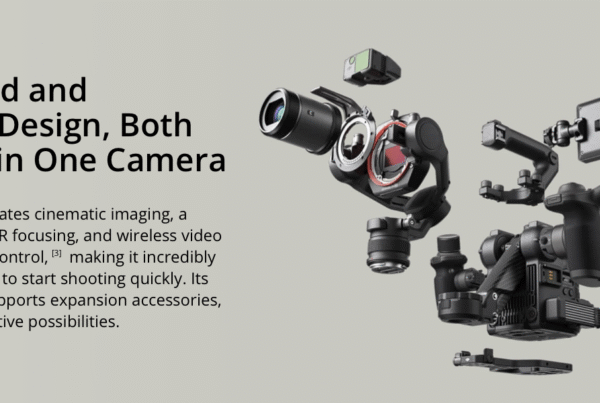 d and
Design, Both
in One Camera
ates cinematic imaging, a
R focusing, and wireless video
ontrol, [3] making it incredibly
to start shooting quickly. Its
pports expansion accessories,
tive possibilities.